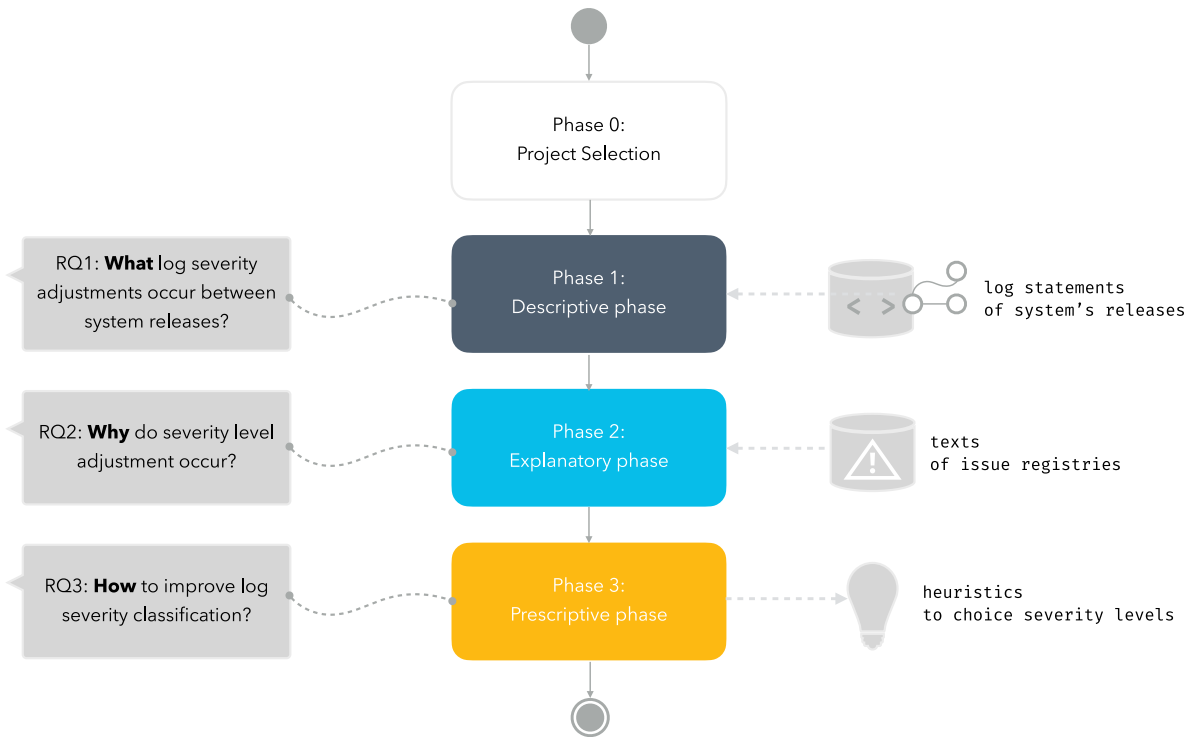 Phase 0:
Project Selection
RQ1: What log severity
adjustments occur between
system releases?
Phase 1:
Descriptive phase
< >
log statements
of system's releases
RQ2: Why do severity level
adjustment occur?
Phase 2:
Explanatory phase
!
texts
of issue registries
RQ3: How to improve log
severity classification?
Phase 3:
Prescriptive phase
heuristics
to choice severity levels